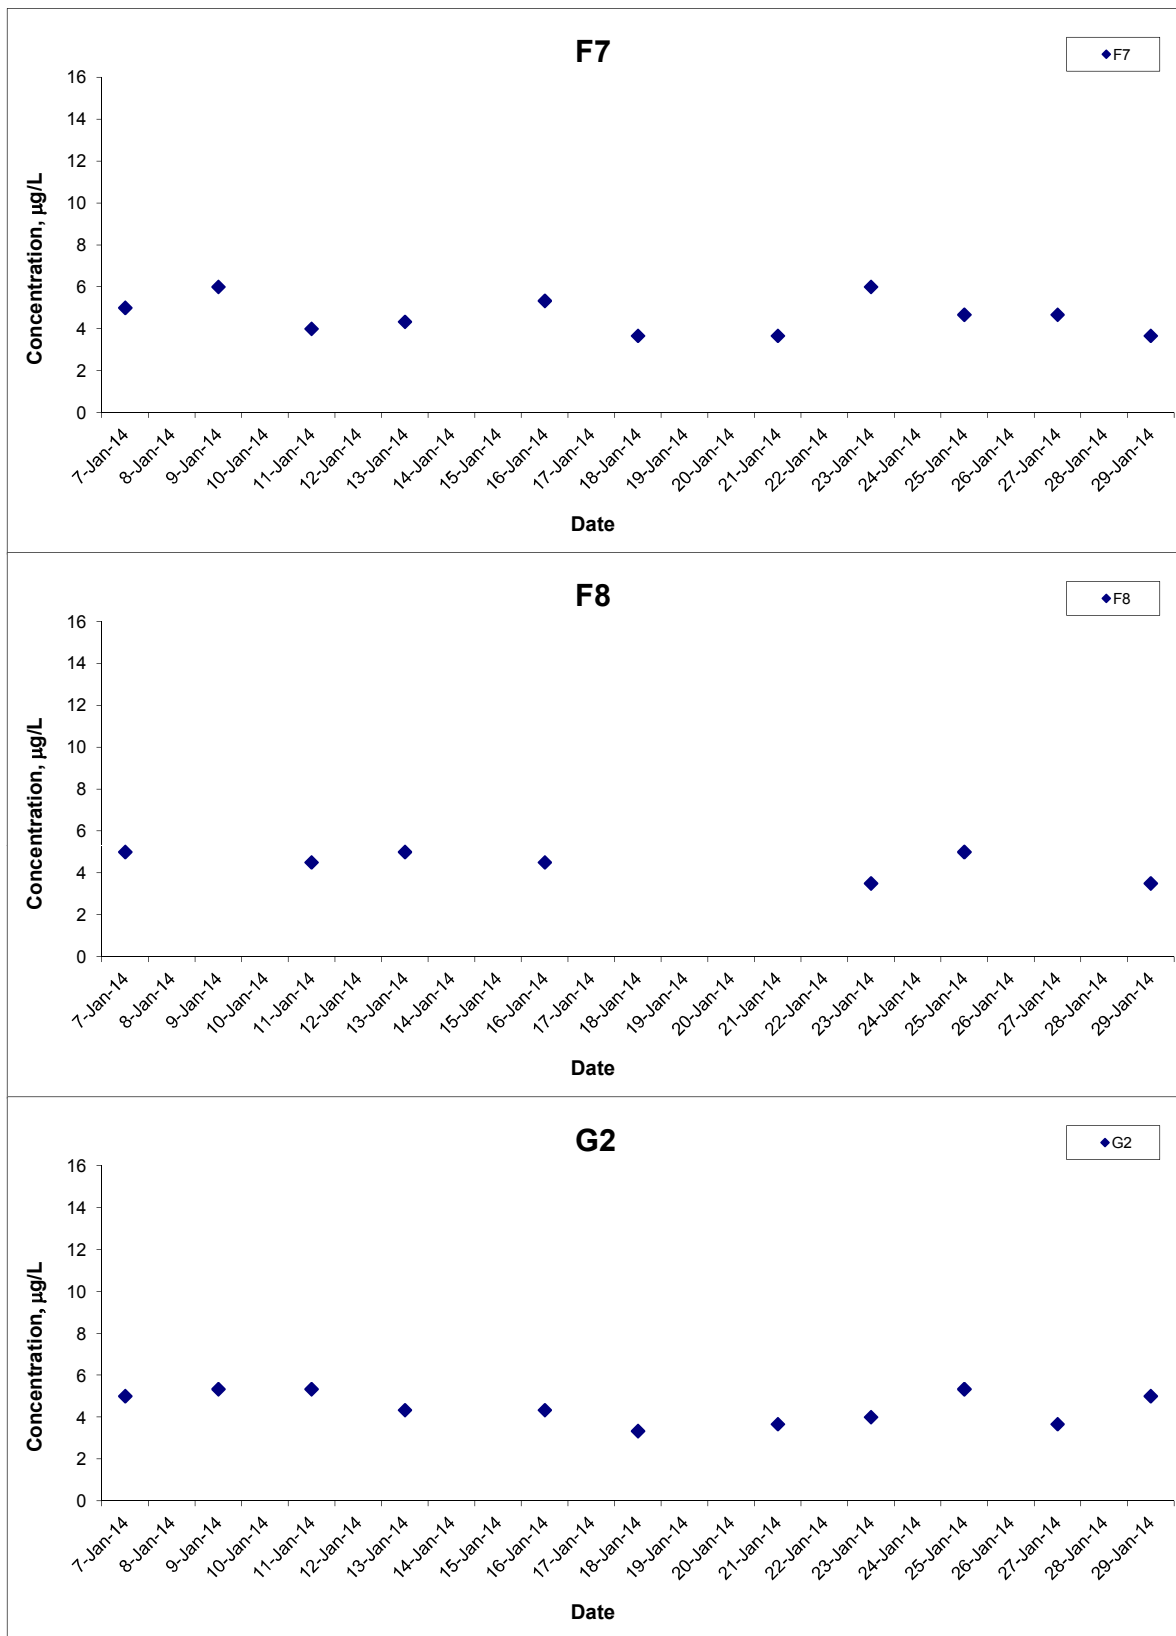 F7
F7
16
14
12
10
8
6
4
2
0
Concentration, µg/L
7-Jan-14
8-Jan-14
9-Jan-14
10-Jan-14
11-Jan-14
12-Jan-14
13-Jan-14
14-Jan-14
15-Jan-14
16-Jan-14
17-Jan-14
18-Jan-14
19-Jan-14
20-Jan-14
21-Jan-14
22-Jan-14
23-Jan-14
24-Jan-14
25-Jan-14
26-Jan-14
27-Jan-14
28-Jan-14
29-Jan-14
Date
F8
F8
16
14
12
10
8
6
4
2
0
Concentration, µg/L
7-Jan-14
8-Jan-14
9-Jan-14
10-Jan-14
11-Jan-14
12-Jan-14
13-Jan-14
14-Jan-14
15-Jan-14
16-Jan-14
17-Jan-14
18-Jan-14
19-Jan-14
20-Jan-14
21-Jan-14
22-Jan-14
23-Jan-14
24-Jan-14
25-Jan-14
26-Jan-14
27-Jan-14
28-Jan-14
29-Jan-14
Date
G2
G2
16
14
12
10
8
6
4
2
0
Concentration, µg/L
7-Jan-14
8-Jan-14
9-Jan-14
10-Jan-14
11-Jan-14
12-Jan-14
13-Jan-14
14-Jan-14
15-Jan-14
16-Jan-14
17-Jan-14
18-Jan-14
19-Jan-14
20-Jan-14
21-Jan-14
22-Jan-14
23-Jan-14
24-Jan-14
25-Jan-14
26-Jan-14
27-Jan-14
28-Jan-14
29-Jan-14
Date